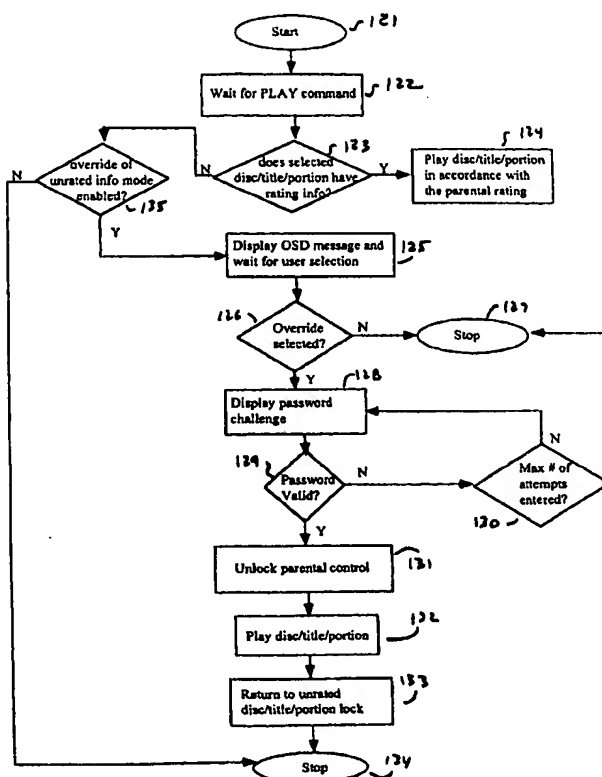 Start
121
Wait for PLAY command
122
123
does selected
disc/title/portion have
rating info?
N
Y
124
Play disc/title/portion
in accordance with
the parental rating
N
override of
unrated info mode
enabled?
135
Y
Display OSD message and
wait for user selection
125
126
Override
selected?
N
127
Stop
Y
128
Display password
challenge
N
129
Password
Valid?
N
Max # of
attempts
entered?
130
Y
Unlock parental control
131
Play disc/title/portion
132
Return to unrated
disc/title/portion lock
133
Stop
134